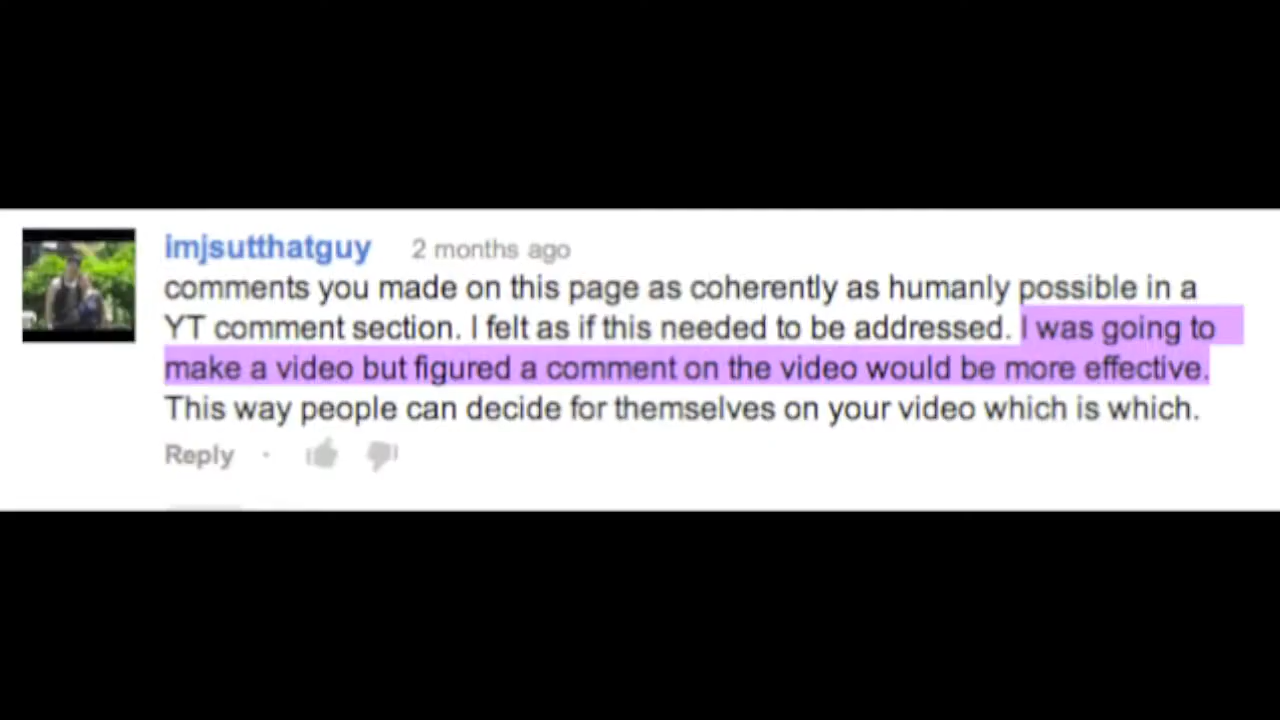 imjsutthatguy 2 months ago
comments you made on this page as coherently as humanly possible in a
YT comment section. I felt as if this needed to be addressed. I was going to
make a video but figured a comment on the video would be more effective.
This way people can decide for themselves on your video which is which.
Reply ·